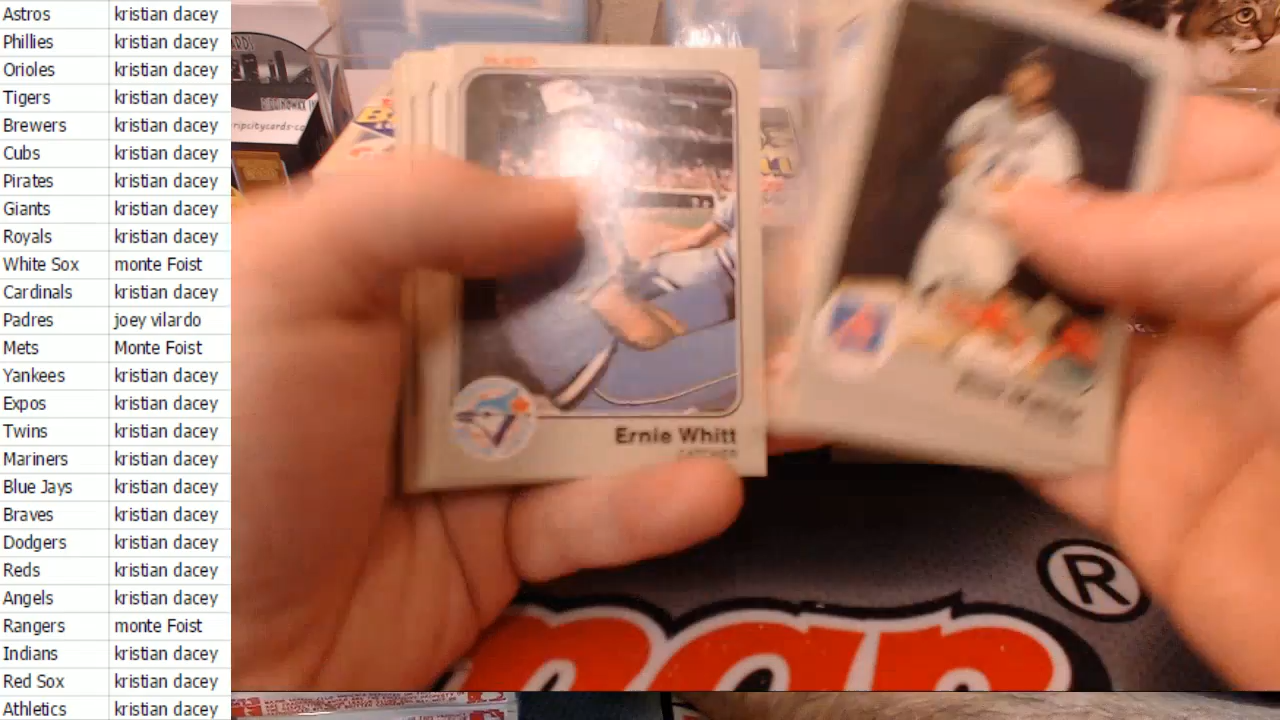 Astros kristian dacey
Phillies kristian dacey
Orioles kristian dacey
Tigers kristian dacey
Brewers kristian dacey
Cubs kristian dacey
Pirates kristian dacey
Giants kristian dacey
Royals kristian dacey
White Sox monte Foist
Cardinals kristian dacey
Padres joey vilardo
Mets Monte Foist
Yankees kristian dacey
Expos kristian dacey
Twins kristian dacey
Mariners kristian dacey
Blue Jays kristian dacey
Braves kristian dacey
Dodgers kristian dacey
Reds kristian dacey
Angels kristian dacey
Rangers monte Foist
Indians kristian dacey
Red Sox kristian dacey
Athletics kristian dacey
ripcitycards.co
Ernie Whitt
CATCHER
®